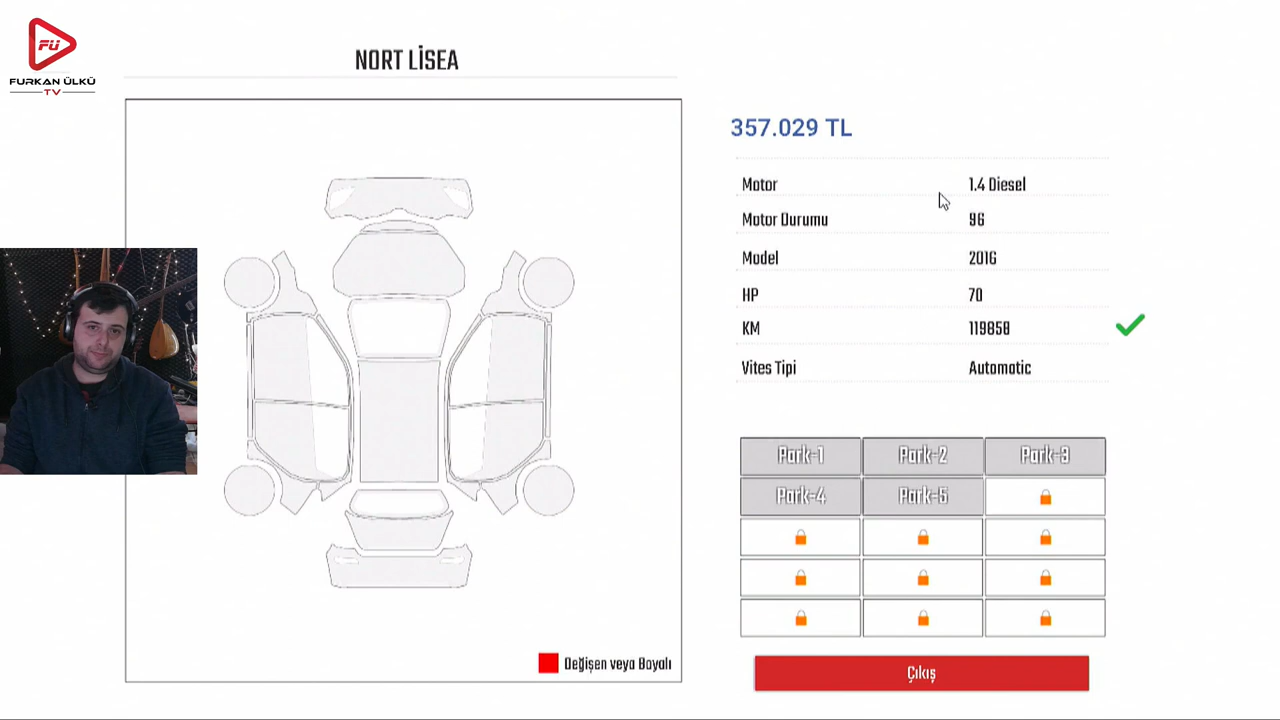 FU
FURKAN ÜLKÜ
TV
NORT LİSEA
357.029 TL
Motor 1.4 Diesel
Motor Durumu 96
Model 2016
HP 70
KM 119858
Vites Tipi Automatic
Park-1 Park-2 Park-3
Park-4 Park-5
Değişen veya Boyalı
Çıkış